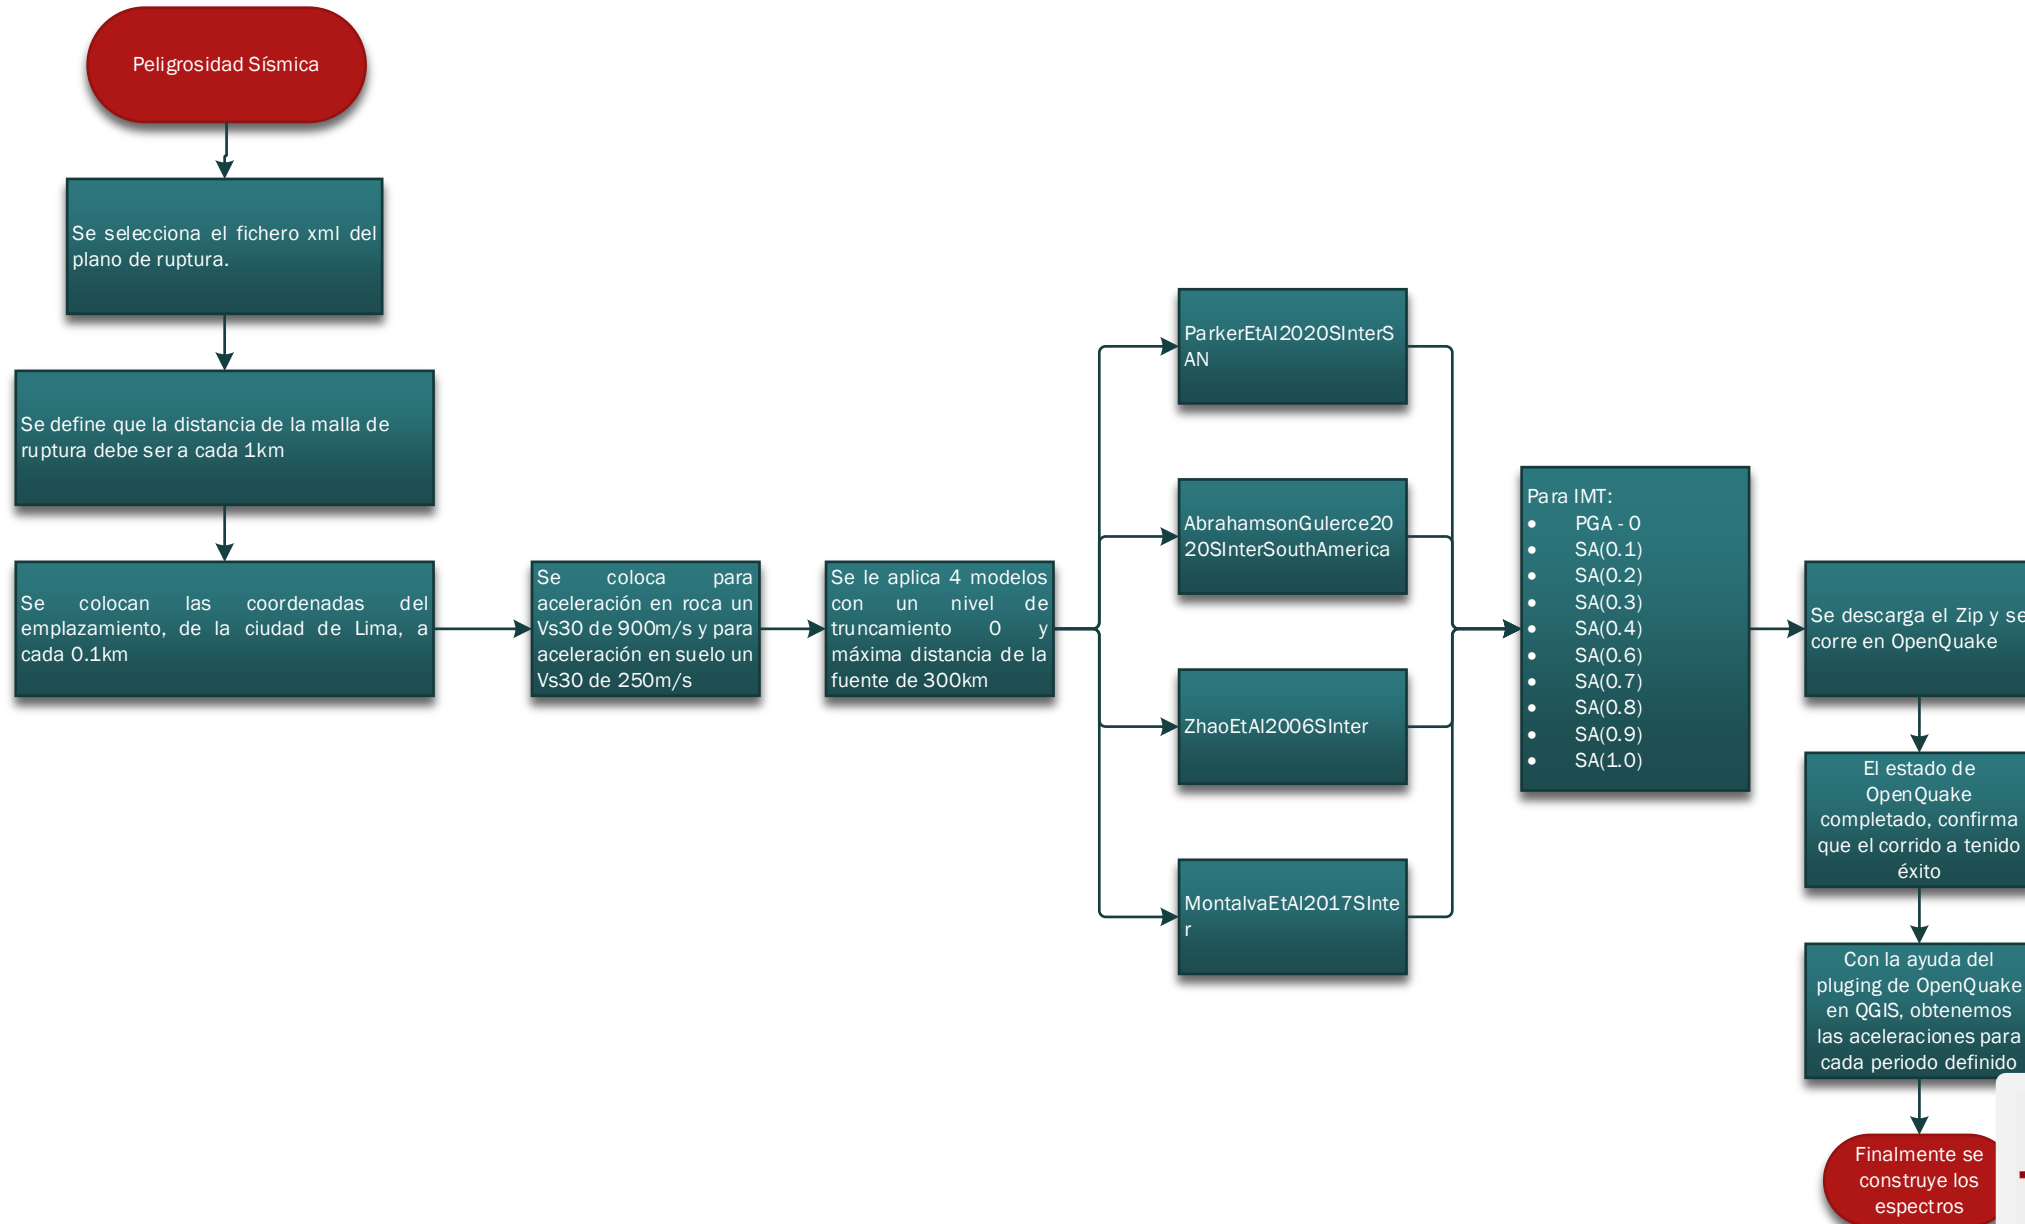 Peligrosidad Sísmica
Se selecciona el fichero xml del
plano de ruptura.
Se define que la distancia de la malla de
ruptura debe ser a cada 1km
Se colocan las coordenadas del
emplazamiento, de la ciudad de Lima, a
cada 0.1km
Se coloca para
aceleración en roca un
Vs30 de 900m/s y para
aceleración en suelo un
Vs30 de 250m/s
Se le aplica 4 modelos
con un nivel de
truncamiento 0 y
máxima distancia de la
fuente de 300km
ParkerEtAl2020SInterS
AN
AbrahamsonGulerce20
20SInterSouthAmerica
ZhaoEtAl2006SInter
MontalvaEtAl2017SInte
r
Para IMT:
• PGA - 0
• SA(0.1)
• SA(0.2)
• SA(0.3)
• SA(0.4)
• SA(0.6)
• SA(0.7)
• SA(0.8)
• SA(0.9)
• SA(1.0)
Se descarga el Zip y se
corre en OpenQuake
El estado de
OpenQuake
completado, confirma
que el corrido a tenido
éxito
Con la ayuda del
pluging de OpenQuake
en QGIS, obtenemos
las aceleraciones para
cada periodo definido
Finalmente se
construye los
espectros